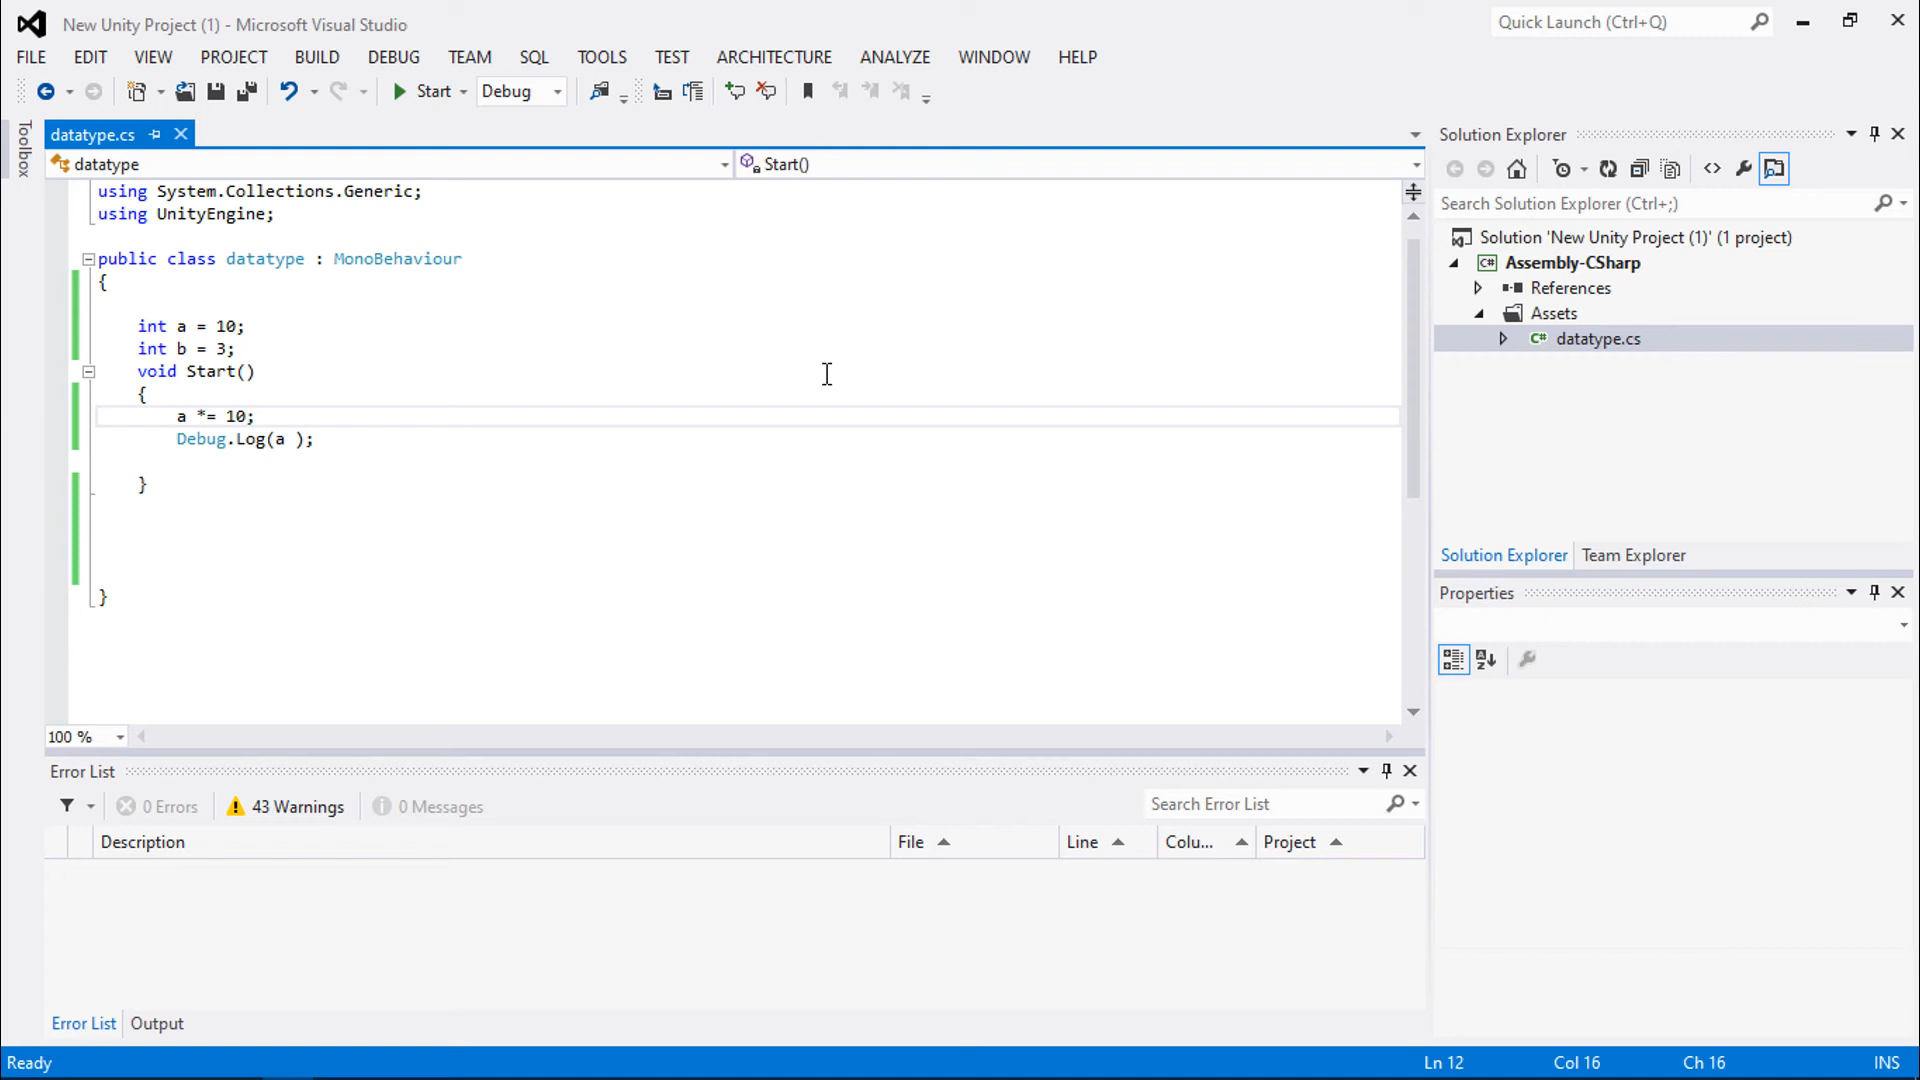 New Unity Project (1) - Microsoft Visual Studio
Quick Launch (Ctrl+Q)
FILE EDIT VIEW PROJECT BUILD DEBUG TEAM SQL TOOLS TEST ARCHITECTURE ANALYZE WINDOW HELP
Start Debug
Toolbox
datatype.cs
datatype Start()
using System.Collections.Generic;
using UnityEngine;
public class datatype : MonoBehaviour
{
int a = 10;
int b = 3;
void Start()
{
a *= 10;
Debug.Log(a );
}
}
100 %
Solution Explorer
Search Solution Explorer (Ctrl+;)
Solution 'New Unity Project (1)' (1 project)
C# Assembly-CSharp
References
Assets
C# datatype.cs
Solution Explorer Team Explorer
Properties
Error List
0 Errors 43 Warnings 0 Messages
Search Error List
Description File Line Colu... Project
Error List Output
Ready Ln 12 Col 16 Ch 16 INS